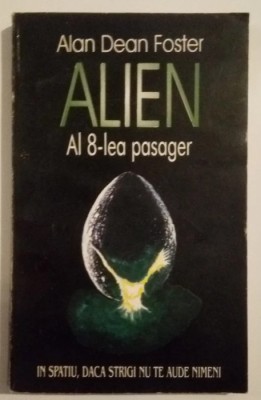 Alan Dean Foster
ALIEN
Al 8-lea pasager
IN SPATIU, DACA STRIGI NU TE AUDE NIMENI